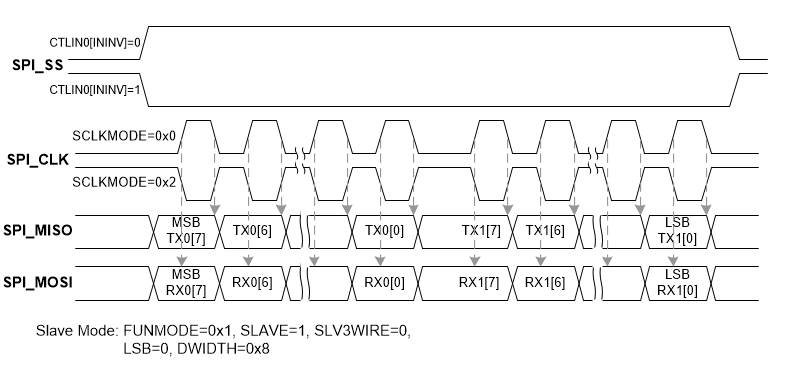 CTLIN0[ININV]=0
SPI_SS
CTLIN0[ININV]=1
SCLKMODE=0x0
SPI_CLK
SCLKMODE=0x2
SPI_MISO
MSB
TX0[7]
TX0[6]
TX0[0]
TX1[7]
TX1[6]
LSB
TX1[0]
SPI_MOSI
MSB
RX0[7]
RX0[6]
RX0[0]
RX1[7]
RX1[6]
LSB
RX1[0]
Slave Mode: FUNMODE=0x1, SLAVE=1, SLV3WIRE=0,
LSB=0, DWIDTH=0x8